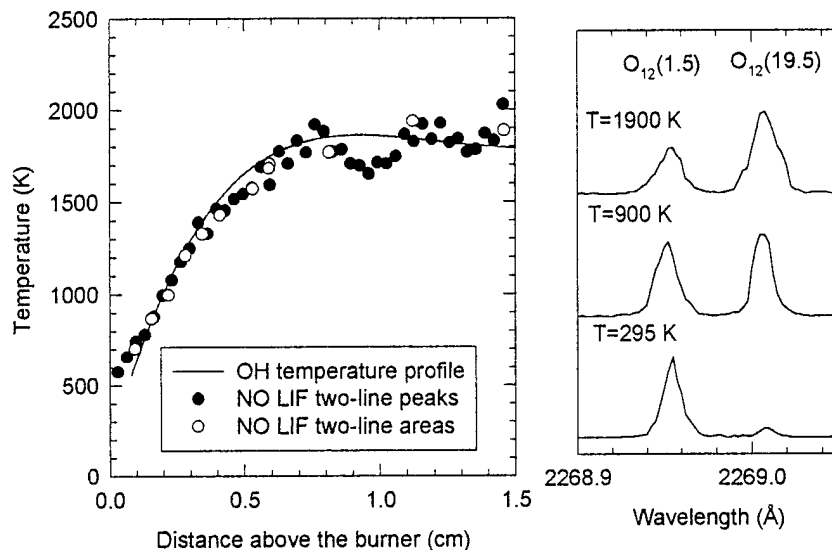 2500
2000
1500
1000
500
0
Temperature (K)
OH temperature profile
NO LIF two-line peaks
NO LIF two-line areas
0.0
0.5
1.0
1.5
Distance above the burner (cm)
O₁₂(1.5)
O₁₂(19.5)
T=1900 K
T=900 K
T=295 K
2268.9
2269.0
Wavelength (Å)